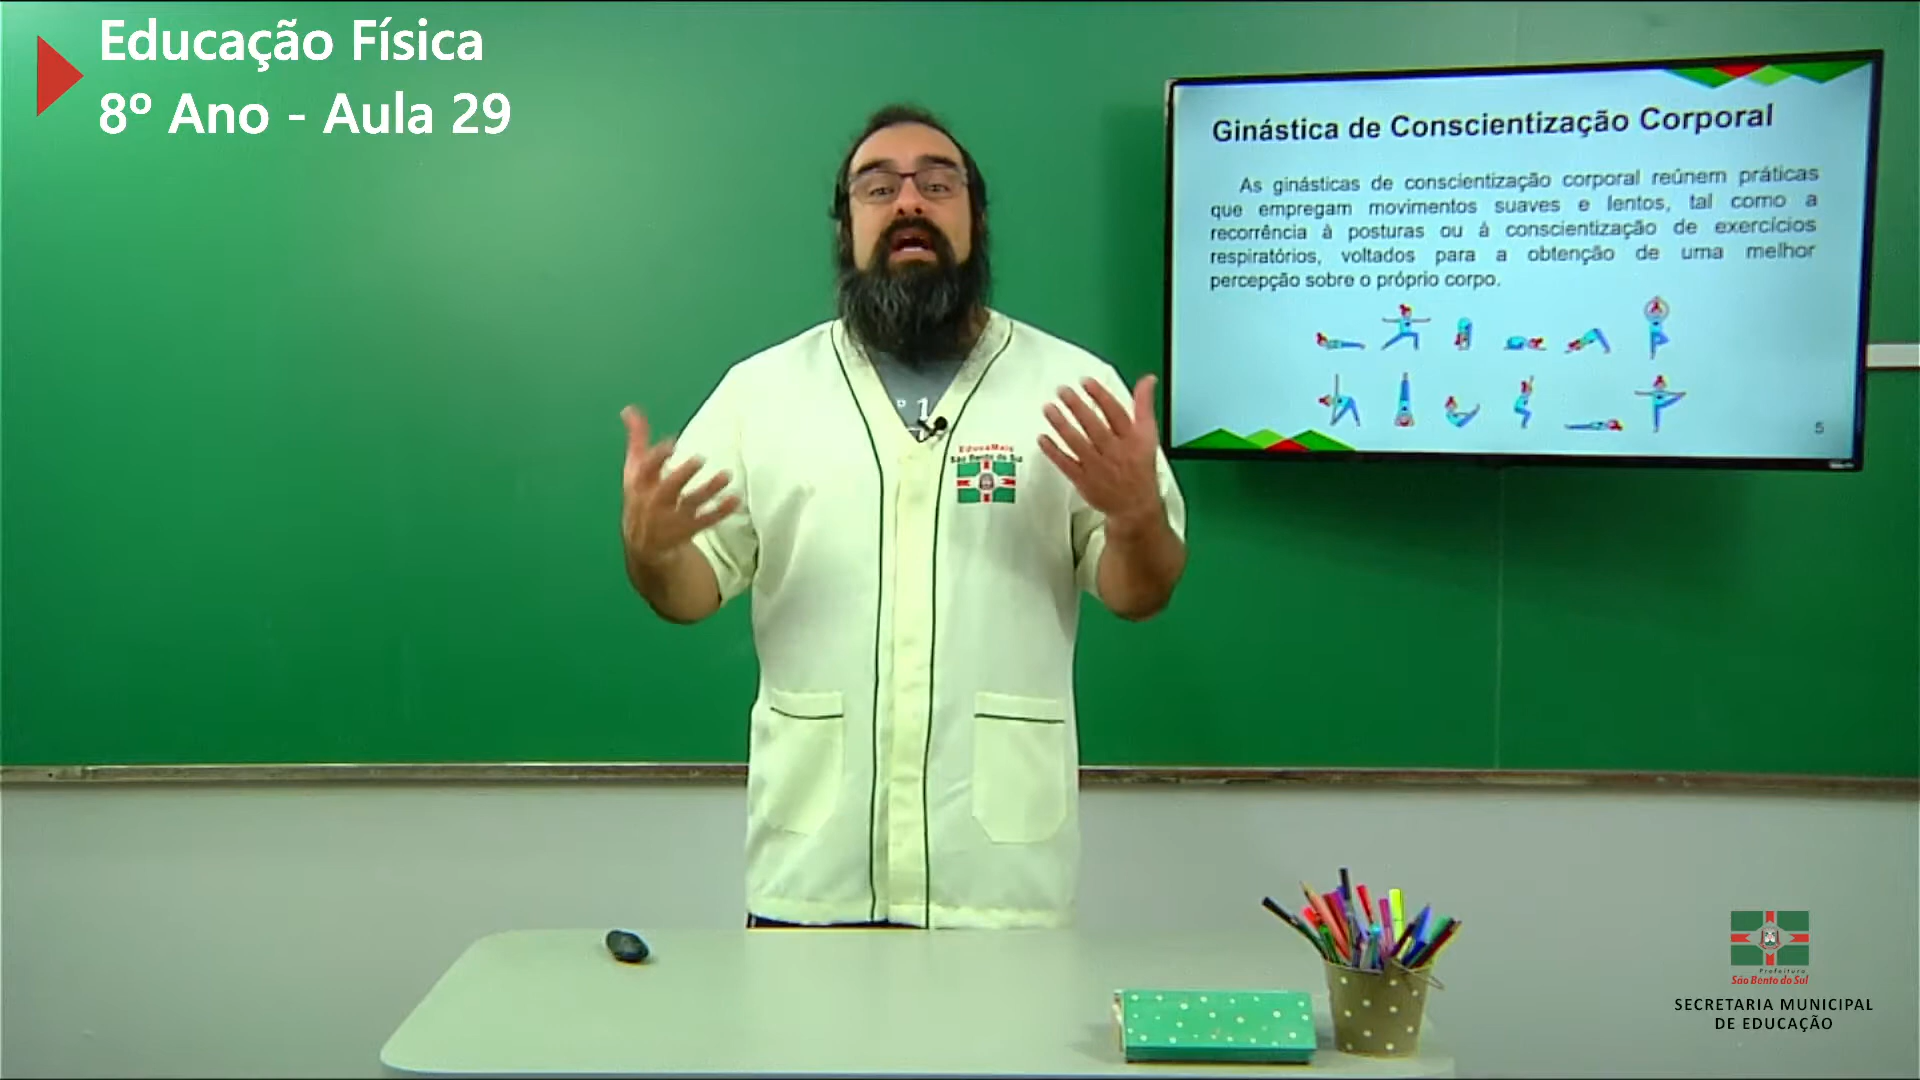 Educação Física
8º Ano - Aula 29
Ginástica de Conscientização Corporal
As ginásticas de conscientização corporal reúnem práticas
que empregam movimentos suaves e lentos, tal como a
recorrência à posturas ou à conscientização de exercícios
respiratórios, voltados para a obtenção de uma melhor
percepção sobre o próprio corpo.
5
EducaMais
São Bento do Sul
Prefeitura
São Bento do Sul
SECRETARIA MUNICIPAL
DE EDUCAÇÃO